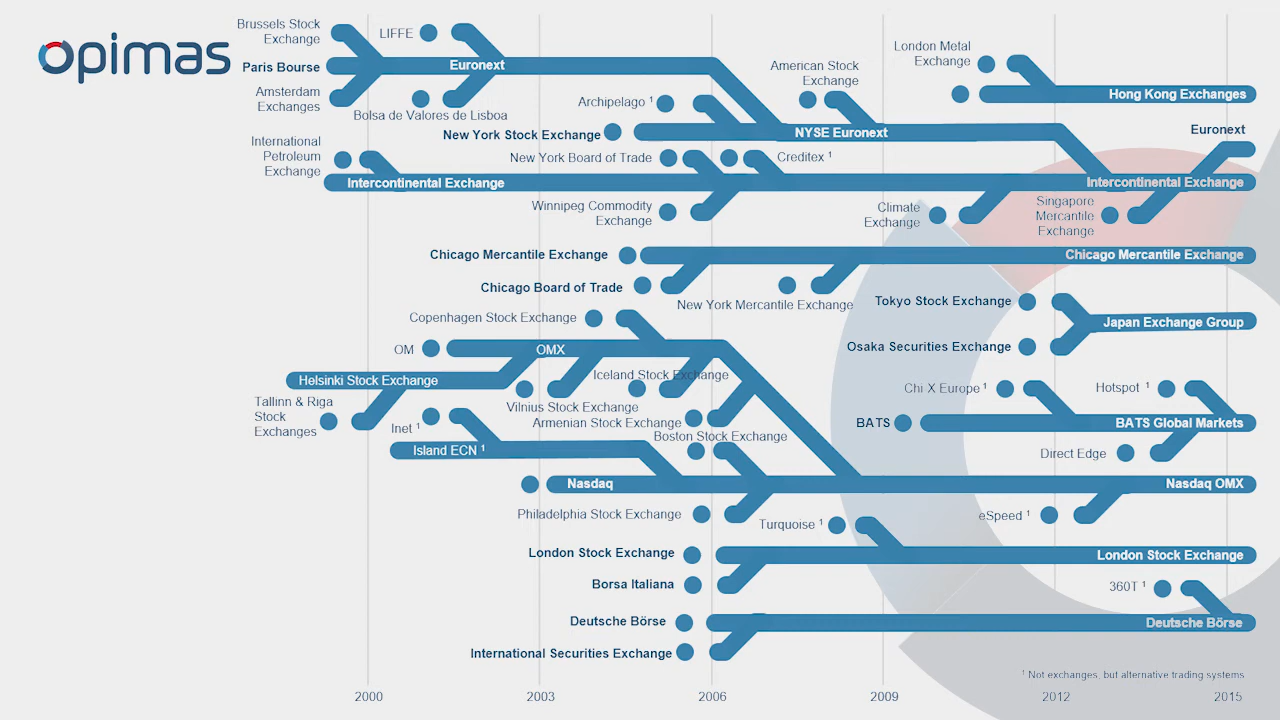 opimas
Brussels Stock
Exchange
LIFFE
Paris Bourse
Euronext
Amsterdam
Exchanges
Bolsa de Valores de Lisboa
London Metal
Exchange
American Stock
Exchange
Hong Kong Exchanges
Archipelago ¹
New York Stock Exchange
NYSE Euronext
Euronext
International
Petroleum
Exchange
New York Board of Trade
Creditex ¹
Intercontinental Exchange
Intercontinental Exchange
Winnipeg Commodity
Exchange
Climate
Exchange
Singapore
Mercantile
Exchange
Chicago Mercantile Exchange
Chicago Mercantile Exchange
Chicago Board of Trade
New York Mercantile Exchange
Tokyo Stock Exchange
Japan Exchange Group
Osaka Securities Exchange
Copenhagen Stock Exchange
OM
OMX
Helsinki Stock Exchange
Iceland Stock Exchange
Tallinn & Riga
Stock
Exchanges
Vilnius Stock Exchange
Armenian Stock Exchange
Chi X Europe ¹
Hotspot ¹
BATS
BATS Global Markets
Direct Edge
Inet ¹
Boston Stock Exchange
Island ECN ¹
Nasdaq
Nasdaq OMX
Philadelphia Stock Exchange
Turquoise ¹
eSpeed ¹
London Stock Exchange
London Stock Exchange
Borsa Italiana
360T ¹
Deutsche Börse
Deutsche Börse
International Securities Exchange
¹ Not exchanges, but alternative trading systems
2000
2003
2006
2009
2012
2015